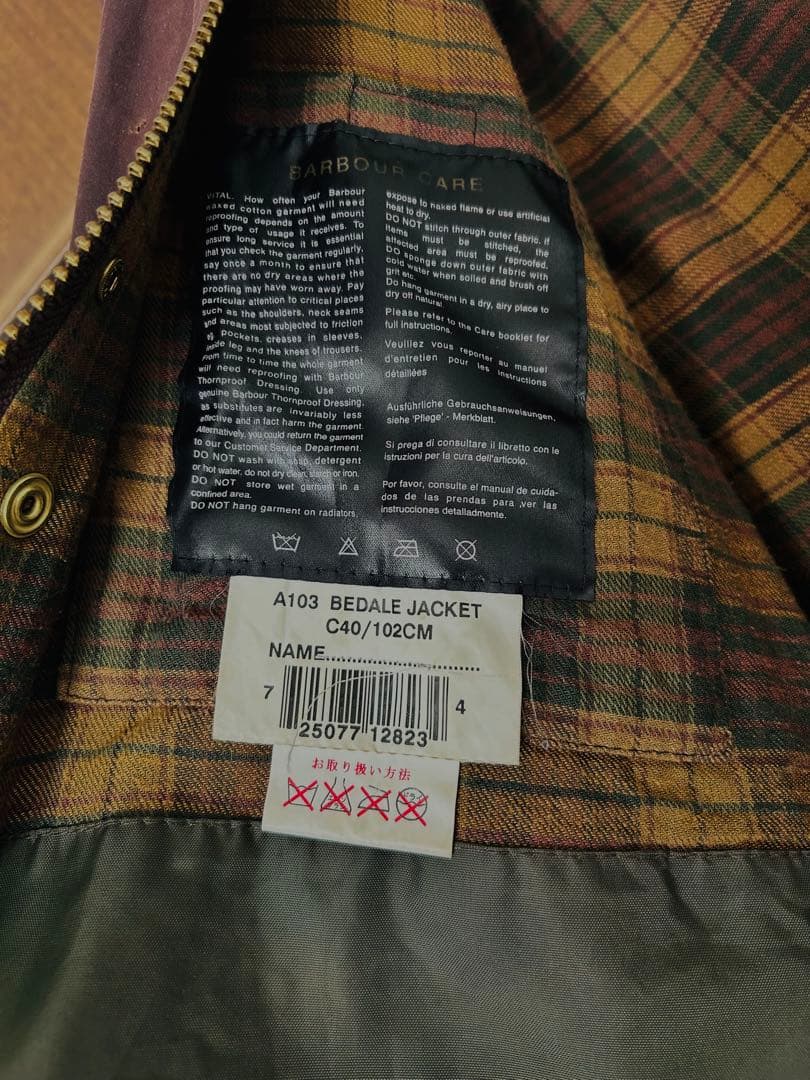 BARBOUR CARE
VITAL. How often your Barbour
waxed cotton garment will need
reproofing depends on the amount
and type of usage it receives. To
ensure long service it is essential
that you check the garment regularly,
say once a month to ensure that
there are no dry areas where the
proofing may have worn away. Pay
particular attention to critical places
such as the shoulders, neck seams
and areas most subjected to friction
pockets, creases in sleeves,
inside leg and the knees of trousers.
From time to time the whole garment
will need reproofing with Barbour
Thornproof Dressing. Use only
genuine Barbour Thornproof Dressing,
as substitutes are invariably less
effective and in fact harm the garment.
Alternatively, you could return the garment
to our Customer Service Department.
DO NOT wash with soap, detergent
or hot water, do not dry clean, starch or iron.
DO NOT store wet garment in a
confined area.
DO NOT hang garment on radiators,
expose to naked flame or use artificial
heat to dry.
DO NOT stitch through outer fabric. if
items must be stitched, the
affected area must be reproofed.
DO sponge down outer fabric with
cold water when soiled and brush off
grit etc.
Do hang garment in a dry, airy place to
dry off natural
Please refer to the Care booklet for
full instructions.
Veuillez vous reporter au manuel
d'entretien pour les instructions
détaillées
Ausführliche Gebrauchsanweisungen,
siehe 'Pliege' - Merkblatt.
Si prega di consultare il libretto con le
istruzioni per la cura dell'articolo.
Por favor, consulte el manual de cuida-
dos de las prendas para ,ver las
instrucciones detalladmente.
A103 BEDALE JACKET
C40/102CM
NAME..............................
7 25077 12823 4
お取り扱い方法